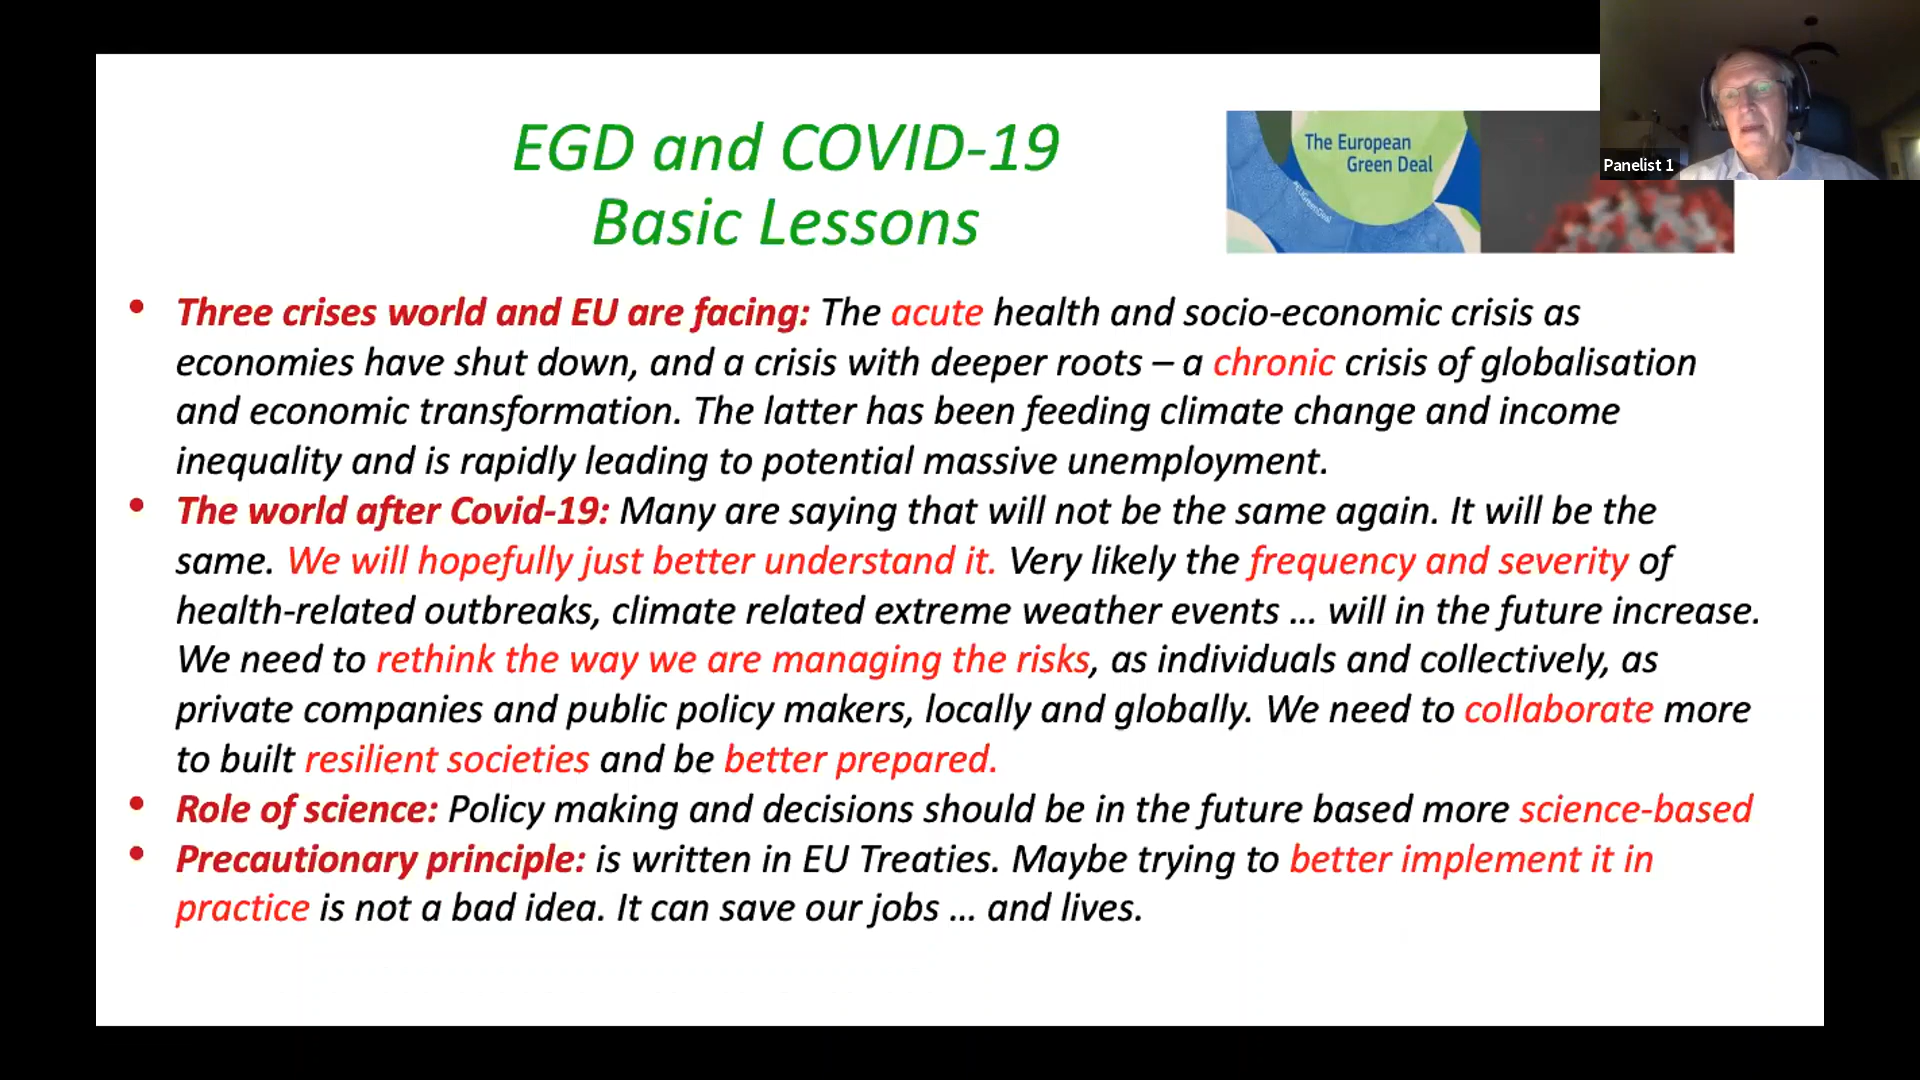 EGD and COVID-19
Basic Lessons
The European
Green Deal
#EUGreenDeal
Panelist 1
• Three crises world and EU are facing: The acute health and socio-economic crisis as
economies have shut down, and a crisis with deeper roots – a chronic crisis of globalisation
and economic transformation. The latter has been feeding climate change and income
inequality and is rapidly leading to potential massive unemployment.
• The world after Covid-19: Many are saying that will not be the same again. It will be the
same. We will hopefully just better understand it. Very likely the frequency and severity of
health-related outbreaks, climate related extreme weather events ... will in the future increase.
We need to rethink the way we are managing the risks, as individuals and collectively, as
private companies and public policy makers, locally and globally. We need to collaborate more
to built resilient societies and be better prepared.
• Role of science: Policy making and decisions should be in the future based more science-based
• Precautionary principle: is written in EU Treaties. Maybe trying to better implement it in
practice is not a bad idea. It can save our jobs ... and lives.